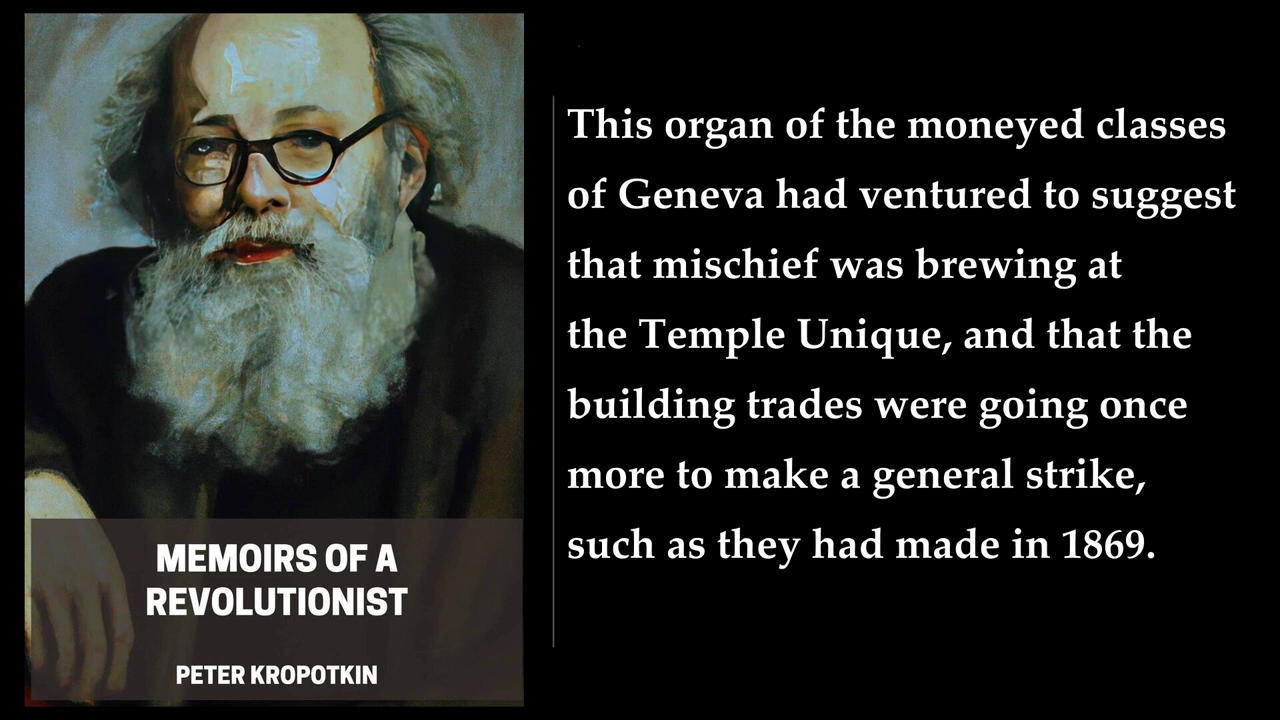 MEMOIRS OF A
REVOLUTIONIST
PETER KROPOTKIN
This organ of the moneyed classes
of Geneva had ventured to suggest
that mischief was brewing at
the Temple Unique, and that the
building trades were going once
more to make a general strike,
such as they had made in 1869.